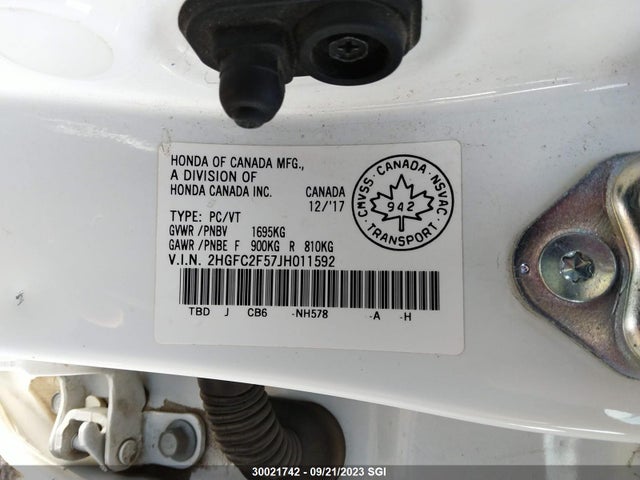 HONDA OF CANADA MFG.,
A DIVISION OF
HONDA CANADA INC. CANADA
12/'17
TYPE: PC/VT
GVWR /PNBV 1695KG
GAWR /PNBE F 900KG R 810KG
V.I.N. 2HGFC2F57JH011592
TBD J CB6 -NH578 -A -H
CMVSS · CANADA · NSVAC
942
TRANSPORT
30021742 - 09/21/2023 SGI